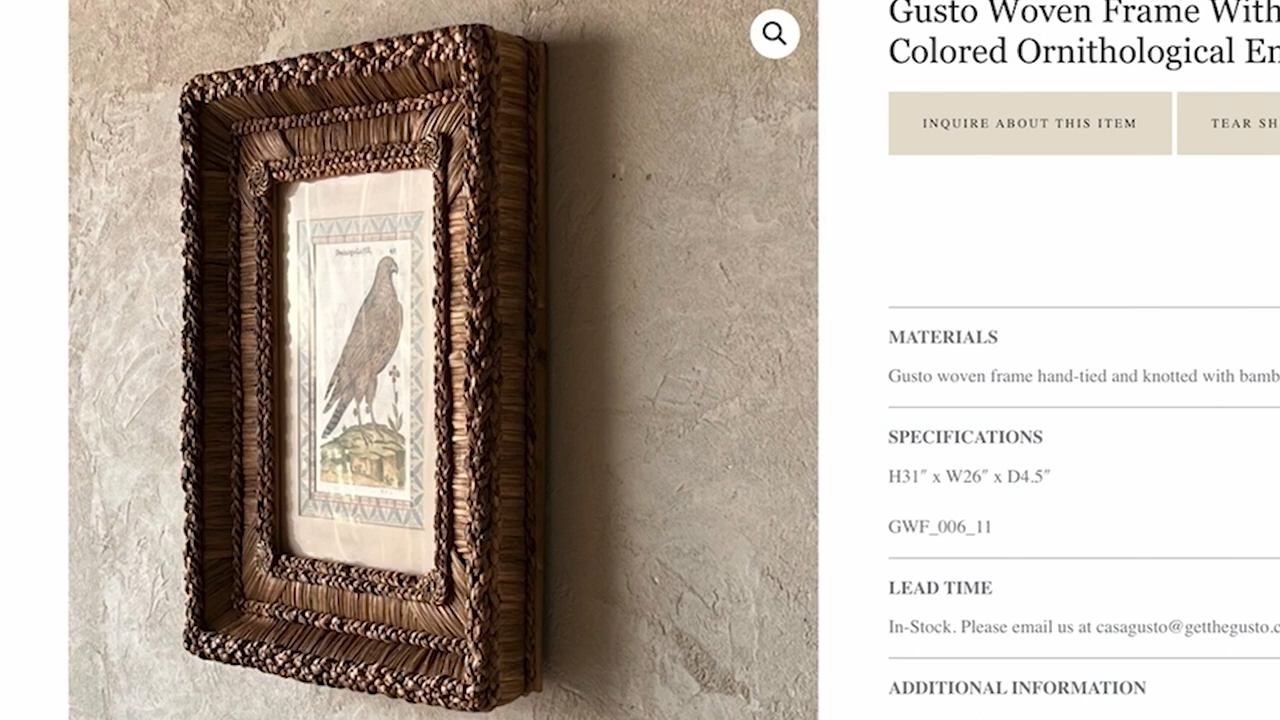 Gusto Woven Frame With
Colored Ornithological En
INQUIRE ABOUT THIS ITEM
TEAR SH
MATERIALS
Gusto woven frame hand-tied and knotted with bamb
SPECIFICATIONS
H31″ x W26″ x D4.5″
GWF_006_11
LEAD TIME
In-Stock. Please email us at casagusto@getthegusto.c
ADDITIONAL INFORMATION